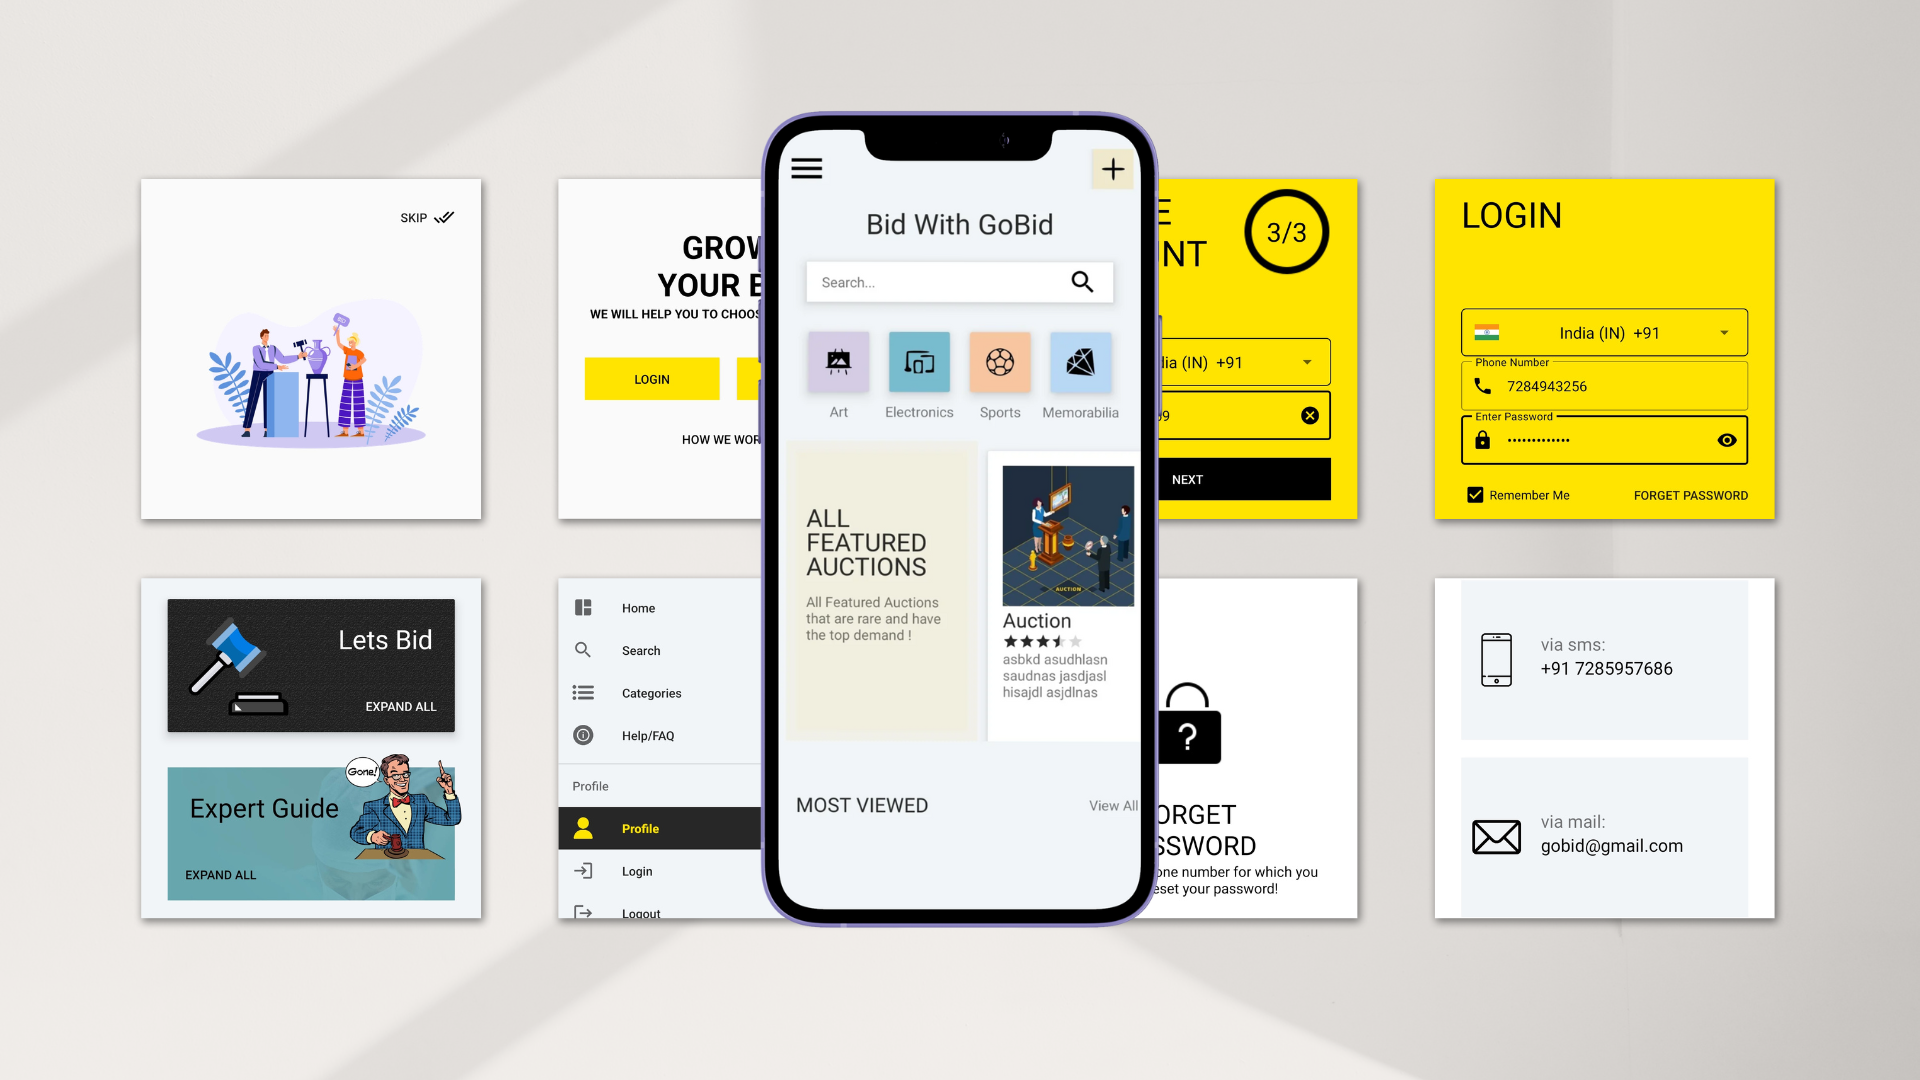 SKIP
BID
GROW
YOUR B
WE WILL HELP YOU TO CHOOS
LOGIN
HOW WE WOR
Bid With GoBid
Search...
Art
Electronics
Sports
Memorabilia
ALL
FEATURED
AUCTIONS
All Featured Auctions
that are rare and have
the top demand !
AUCTION
Auction
asbkd asudhlasn
saudnas jasdjasl
hisajdl asjdlnas
MOST VIEWED
View All
E
NT
3/3
dia (IN) +91
9
NEXT
LOGIN
India (IN) +91
Phone Number
7284943256
Enter Password
Remember Me
FORGET PASSWORD
Lets Bid
EXPAND ALL
Gone!
Expert Guide
EXPAND ALL
Home
Search
Categories
Help/FAQ
Profile
Profile
Login
Logout
?
ORGET
SSWORD
one number for which you
eset your password!
via sms:
+91 7285957686
via mail:
gobid@gmail.com